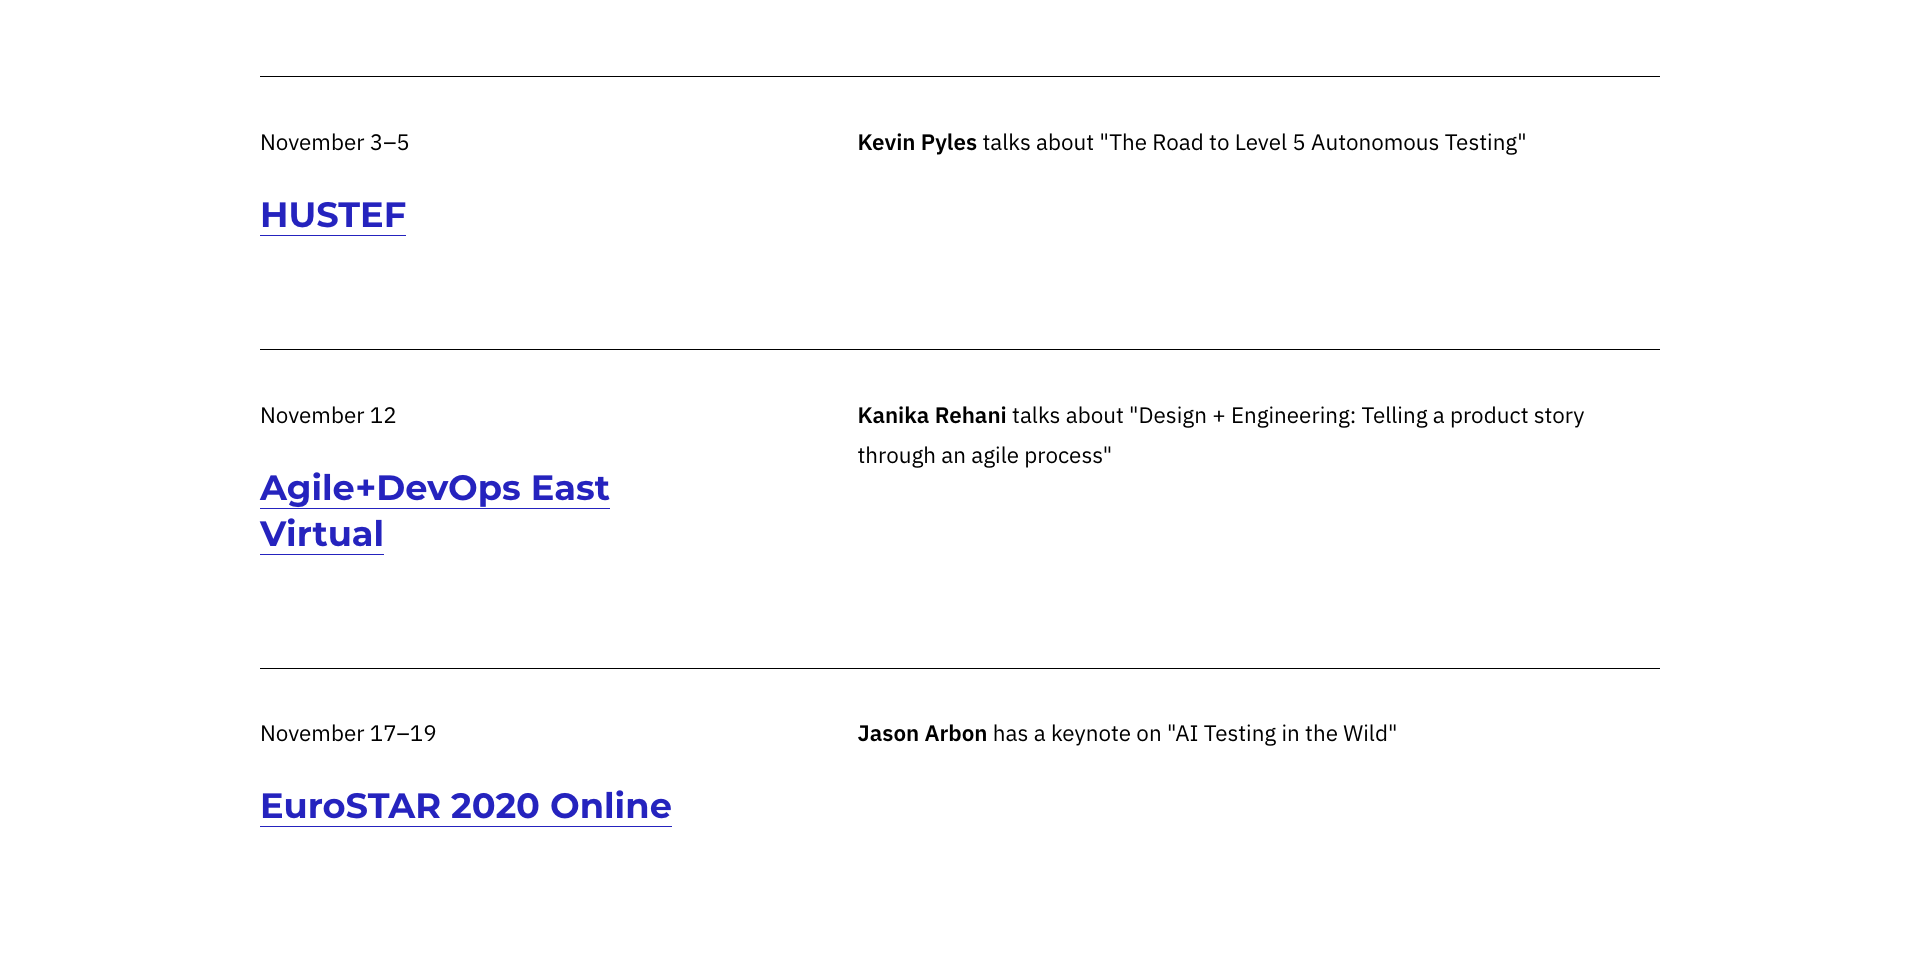 November 3–5
HUSTEF
Kevin Pyles talks about "The Road to Level 5 Autonomous Testing"
November 12
Agile+DevOps East
Virtual
Kanika Rehani talks about "Design + Engineering: Telling a product story
through an agile process"
November 17–19
EuroSTAR 2020 Online
Jason Arbon has a keynote on "AI Testing in the Wild"